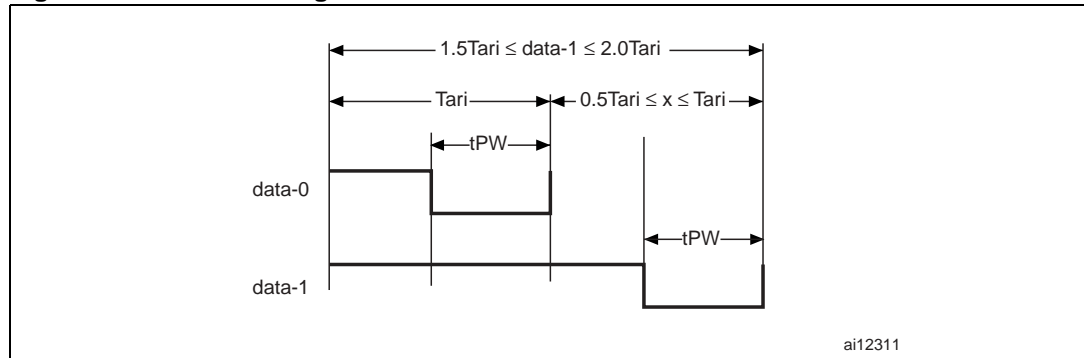 1.5Tari ≤ data-1 ≤ 2.0Tari
Tari
0.5Tari ≤ x ≤ Tari
tPW
data-0
tPW
data-1
ai12311